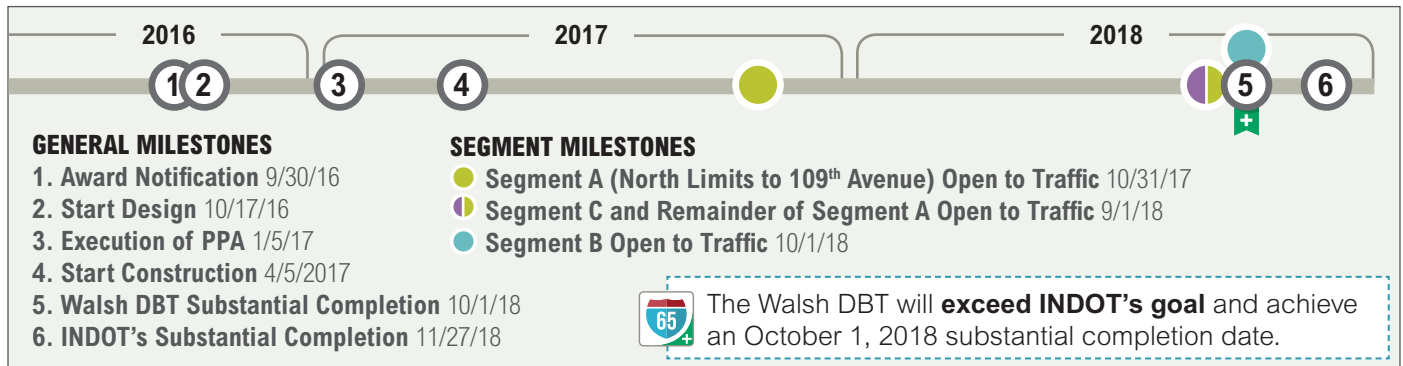 2016 2017 2018
1 2 3 4 5 6
+
GENERAL MILESTONES
1. Award Notification 9/30/16
2. Start Design 10/17/16
3. Execution of PPA 1/5/17
4. Start Construction 4/5/2017
5. Walsh DBT Substantial Completion 10/1/18
6. INDOT's Substantial Completion 11/27/18
SEGMENT MILESTONES
Segment A (North Limits to 109th Avenue) Open to Traffic 10/31/17
Segment C and Remainder of Segment A Open to Traffic 9/1/18
Segment B Open to Traffic 10/1/18
65
+
The Walsh DBT will exceed INDOT's goal and achieve
an October 1, 2018 substantial completion date.